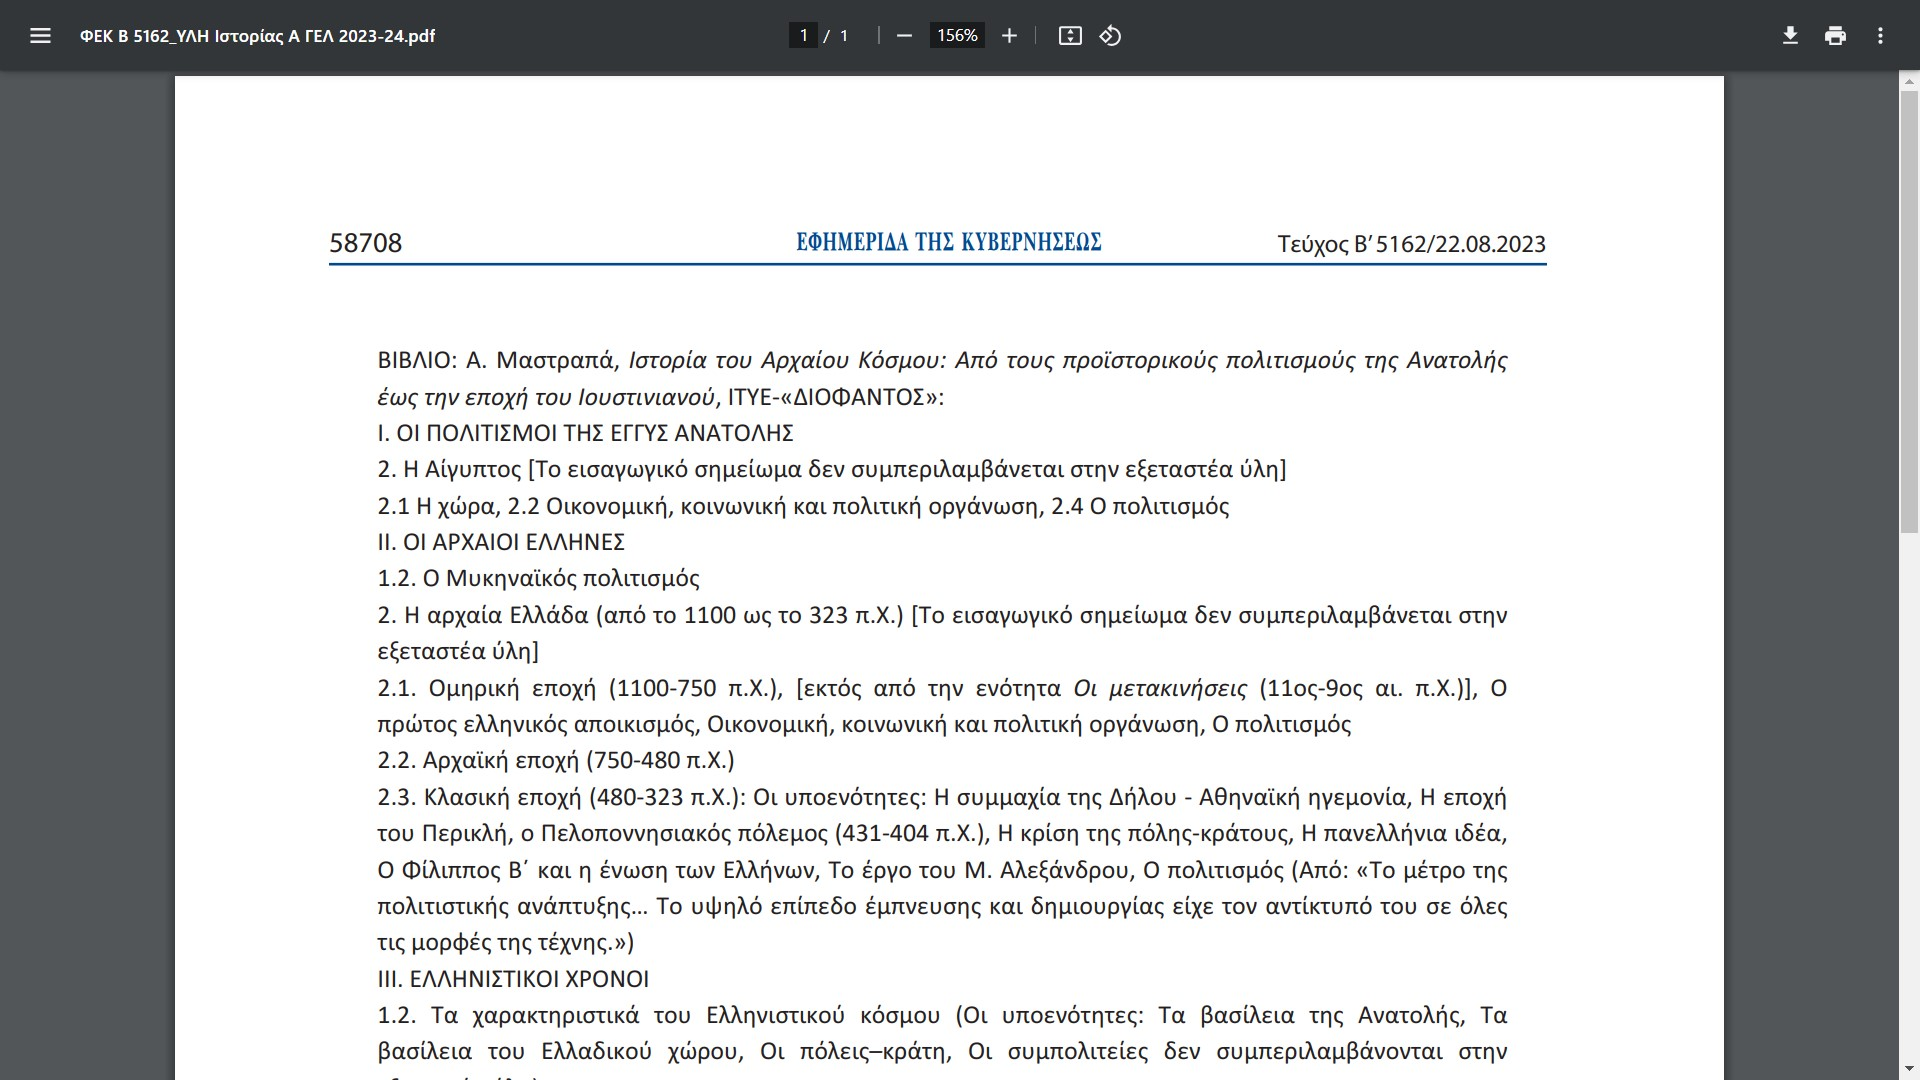 ΦΕΚ Β 5162_ΥΛΗ Ιστορίας Α ΓΕΛ 2023-24.pdf
1 / 1
156%
58708
ΕΦΗΜΕΡΙΔΑ ΤΗΣ ΚΥΒΕΡΝΗΣΕΩΣ
Τεύχος Β’ 5162/22.08.2023
ΒΙΒΛΙΟ: Α. Μαστραπά, Ιστορία του Αρχαίου Κόσμου: Από τους προϊστορικούς πολιτισμούς της Ανατολής
έως την εποχή του Ιουστινιανού, ΙΤΥΕ-«ΔΙΟΦΑΝΤΟΣ»:
Ι. ΟΙ ΠΟΛΙΤΙΣΜΟΙ ΤΗΣ ΕΓΓΥΣ ΑΝΑΤΟΛΗΣ
2. Η Αίγυπτος [Το εισαγωγικό σημείωμα δεν συμπεριλαμβάνεται στην εξεταστέα ύλη]
2.1 Η χώρα, 2.2 Οικονομική, κοινωνική και πολιτική οργάνωση, 2.4 Ο πολιτισμός
ΙΙ. ΟΙ ΑΡΧΑΙΟΙ ΕΛΛΗΝΕΣ
1.2. Ο Μυκηναϊκός πολιτισμός
2. Η αρχαία Ελλάδα (από το 1100 ως το 323 π.Χ.) [Το εισαγωγικό σημείωμα δεν συμπεριλαμβάνεται στην
εξεταστέα ύλη]
2.1. Ομηρική εποχή (1100-750 π.Χ.), [εκτός από την ενότητα Οι μετακινήσεις (11ος-9ος αι. π.Χ.)], Ο
πρώτος ελληνικός αποικισμός, Οικονομική, κοινωνική και πολιτική οργάνωση, Ο πολιτισμός
2.2. Αρχαϊκή εποχή (750-480 π.Χ.)
2.3. Κλασική εποχή (480-323 π.Χ.): Οι υποενότητες: Η συμμαχία της Δήλου - Αθηναϊκή ηγεμονία, Η εποχή
του Περικλή, ο Πελοποννησιακός πόλεμος (431-404 π.Χ.), Η κρίση της πόλης-κράτους, Η πανελλήνια ιδέα,
Ο Φίλιππος Β΄ και η ένωση των Ελλήνων, Το έργο του Μ. Αλεξάνδρου, Ο πολιτισμός (Από: «Το μέτρο της
πολιτιστικής ανάπτυξης... Το υψηλό επίπεδο έμπνευσης και δημιουργίας είχε τον αντίκτυπό του σε όλες
τις μορφές της τέχνης.»)
ΙΙΙ. ΕΛΛΗΝΙΣΤΙΚΟΙ ΧΡΟΝΟΙ
1.2. Τα χαρακτηριστικά του Ελληνιστικού κόσμου (Οι υποενότητες: Τα βασίλεια της Ανατολής, Τα
βασίλεια του Ελλαδικού χώρου, Οι πόλεις–κράτη, Οι συμπολιτείες δεν συμπεριλαμβάνονται στην